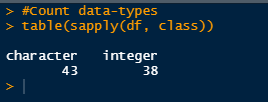 > #Count data-types
> table(sapply(df, class))
character   integer
       43        38
>